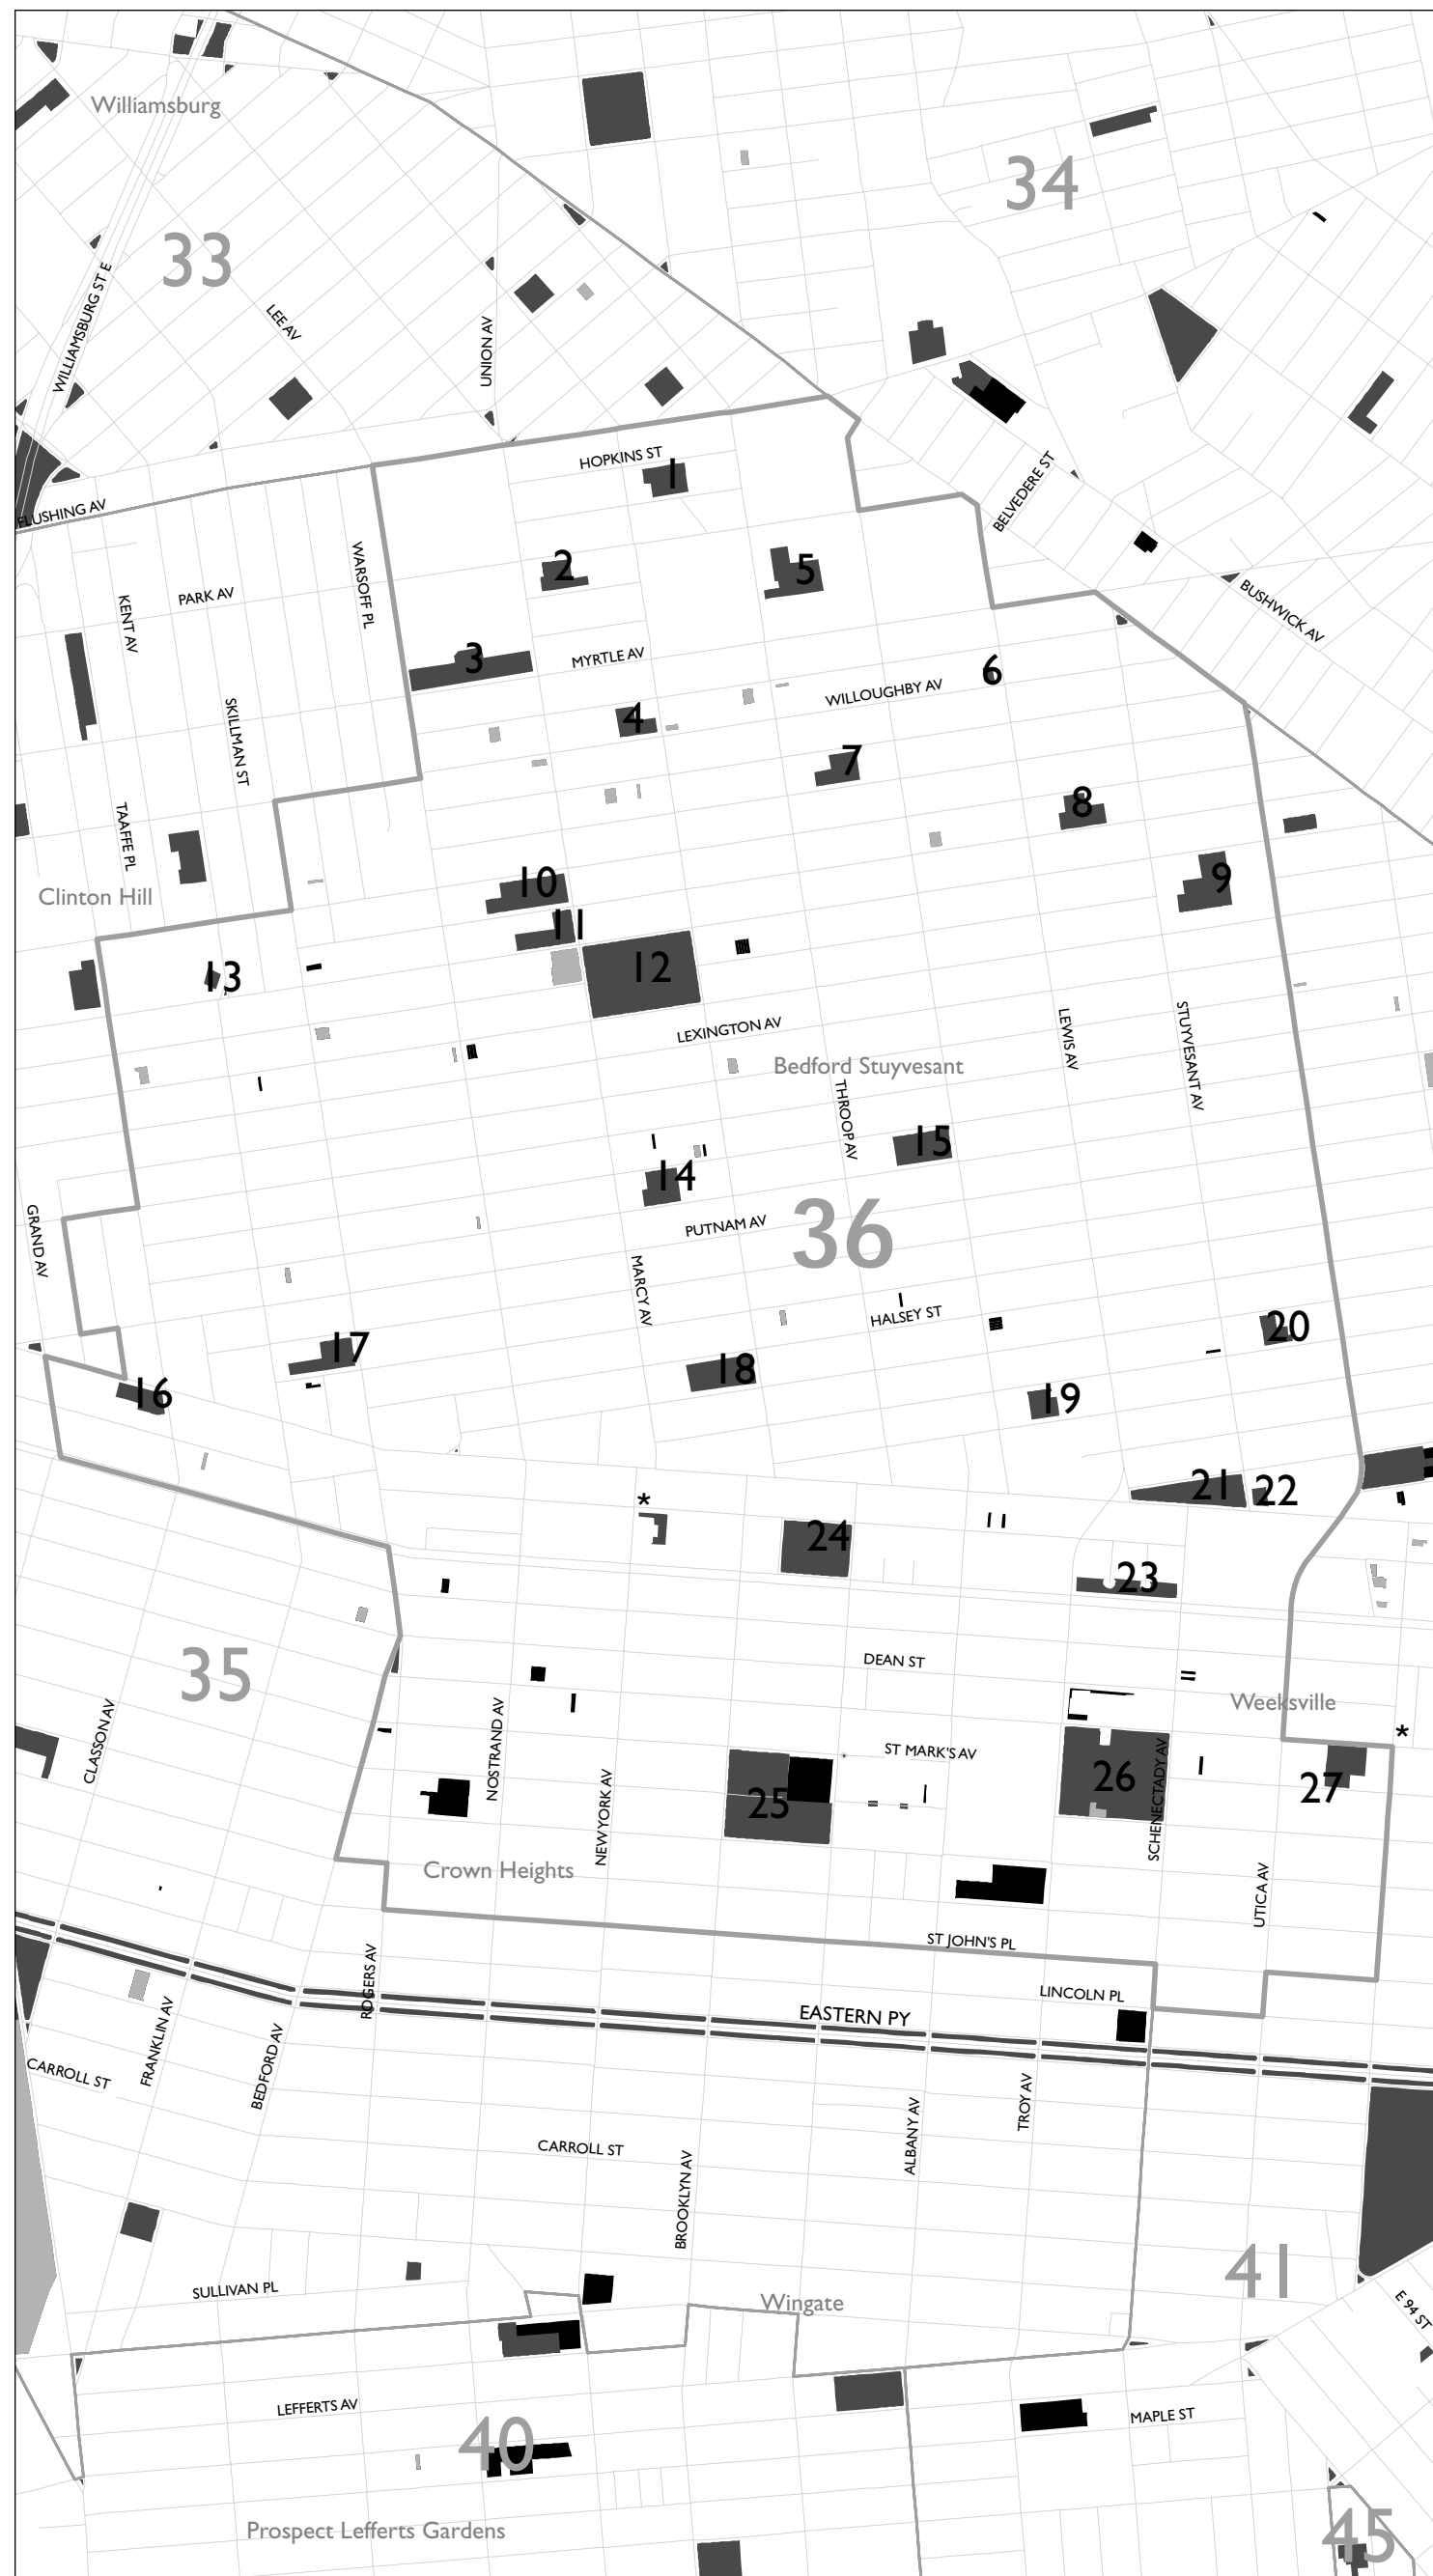 Williamsburg
34
33
WILLIAMSBURG ST E
LEE AV
UNION AV
HOPKINS ST
1
BELVEDERE ST
FLUSHING AV
WARSOFF PL
2
5
PARK AV
KENT AV
BUSHWICK AV
3
MYRTLE AV
6
WILLOUGHBY AV
SKILLMAN ST
4
7
8
TAAFFE PL
Clinton Hill
10
9
11
12
13
LEXINGTON AV
LEWIS AV
STUYVESANT AV
Bedford Stuyvesant
THROOP AV
15
14
GRAND AV
PUTNAM AV
36
MARCY AV
HALSEY ST
20
17
18
16
19
21
22
*
24
23
35
DEAN ST
Weeksville
CLASSON AV
NOSTRAND AV
*
ST MARK'S AV
26
SCHENECTADY AV
27
25
NEW YORK AV
Crown Heights
UTICA AV
ST JOHN'S PL
ROGERS AV
LINCOLN PL
EASTERN PY
FRANKLIN AV
BEDFORD AV
CARROLL ST
TROY AV
ALBANY AV
CARROLL ST
BROOKLYN AV
41
SULLIVAN PL
Wingate
E 94 ST
LEFFERTS AV
MAPLE ST
40
Prospect Lefferts Gardens
45